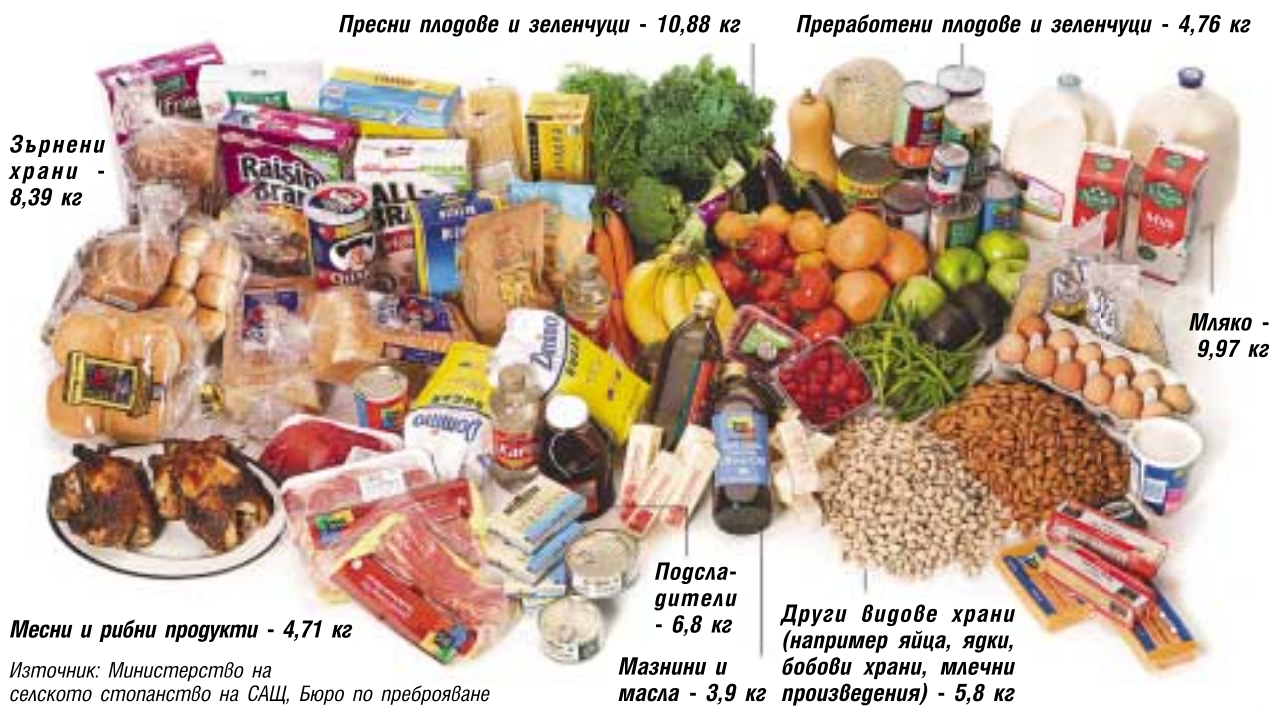 Пресни плодове и зеленчуци - 10,88 кг
Преработени плодове и зеленчуци - 4,76 кг
Зърнени
храни -
8,39 кг
Raisin
Bran
ALL
BRA
Мляко -
9,97 кг
Domino
Domino
SUGAR
Kar
Подсла-
дители
- 6,8 кг
Други видове храни
(например яйца, ядки,
бобови храни, млечни
произведения) - 5,8 кг
Мазнини и
масла - 3,9 кг
Месни и рибни продукти - 4,71 кг
Източник: Министерство на
селското стопанство на САЩ, Бюро по преброяване